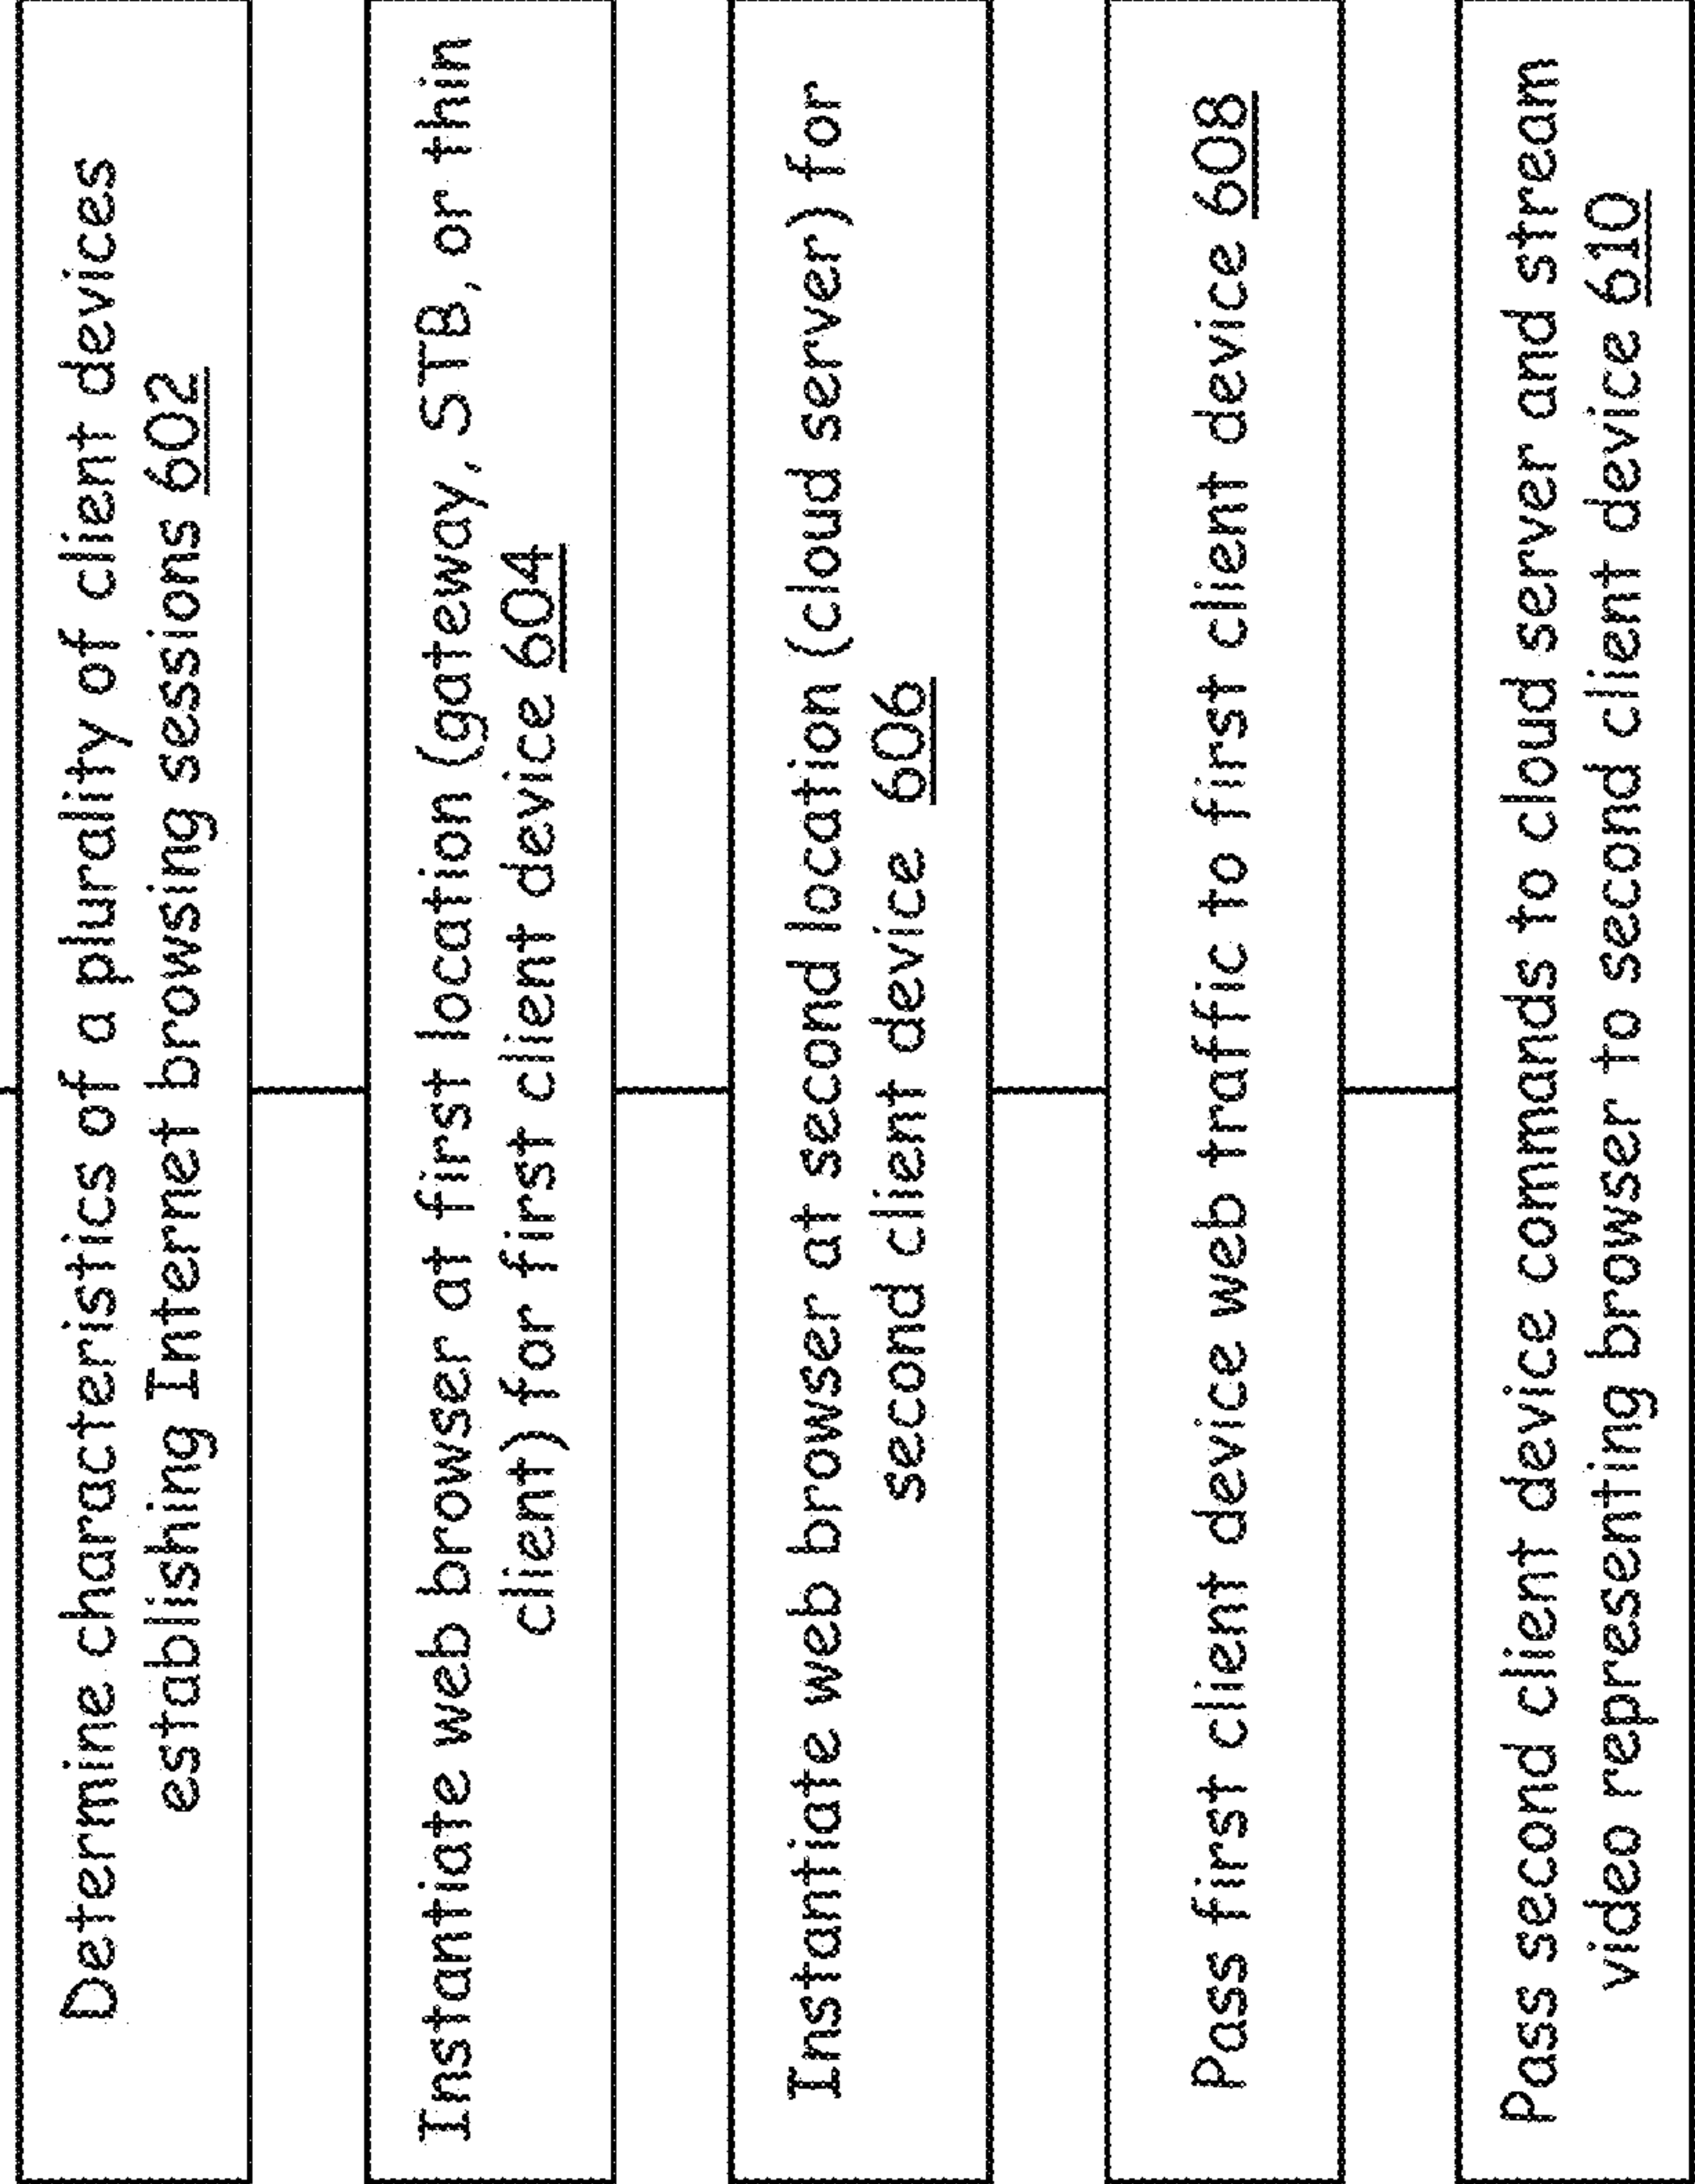 Determine characteristics of a plurality of client devices
establishing Internet browsing sessions 602
Instantiate web browser at first location (gateway, STB, or thin
client) for first client device 604
Instantiate web browser at second location (cloud server) for
second client device 606
Pass first client device web traffic to first client device 608
Pass second client device commands to cloud server and stream
video representing browser to second client device 610